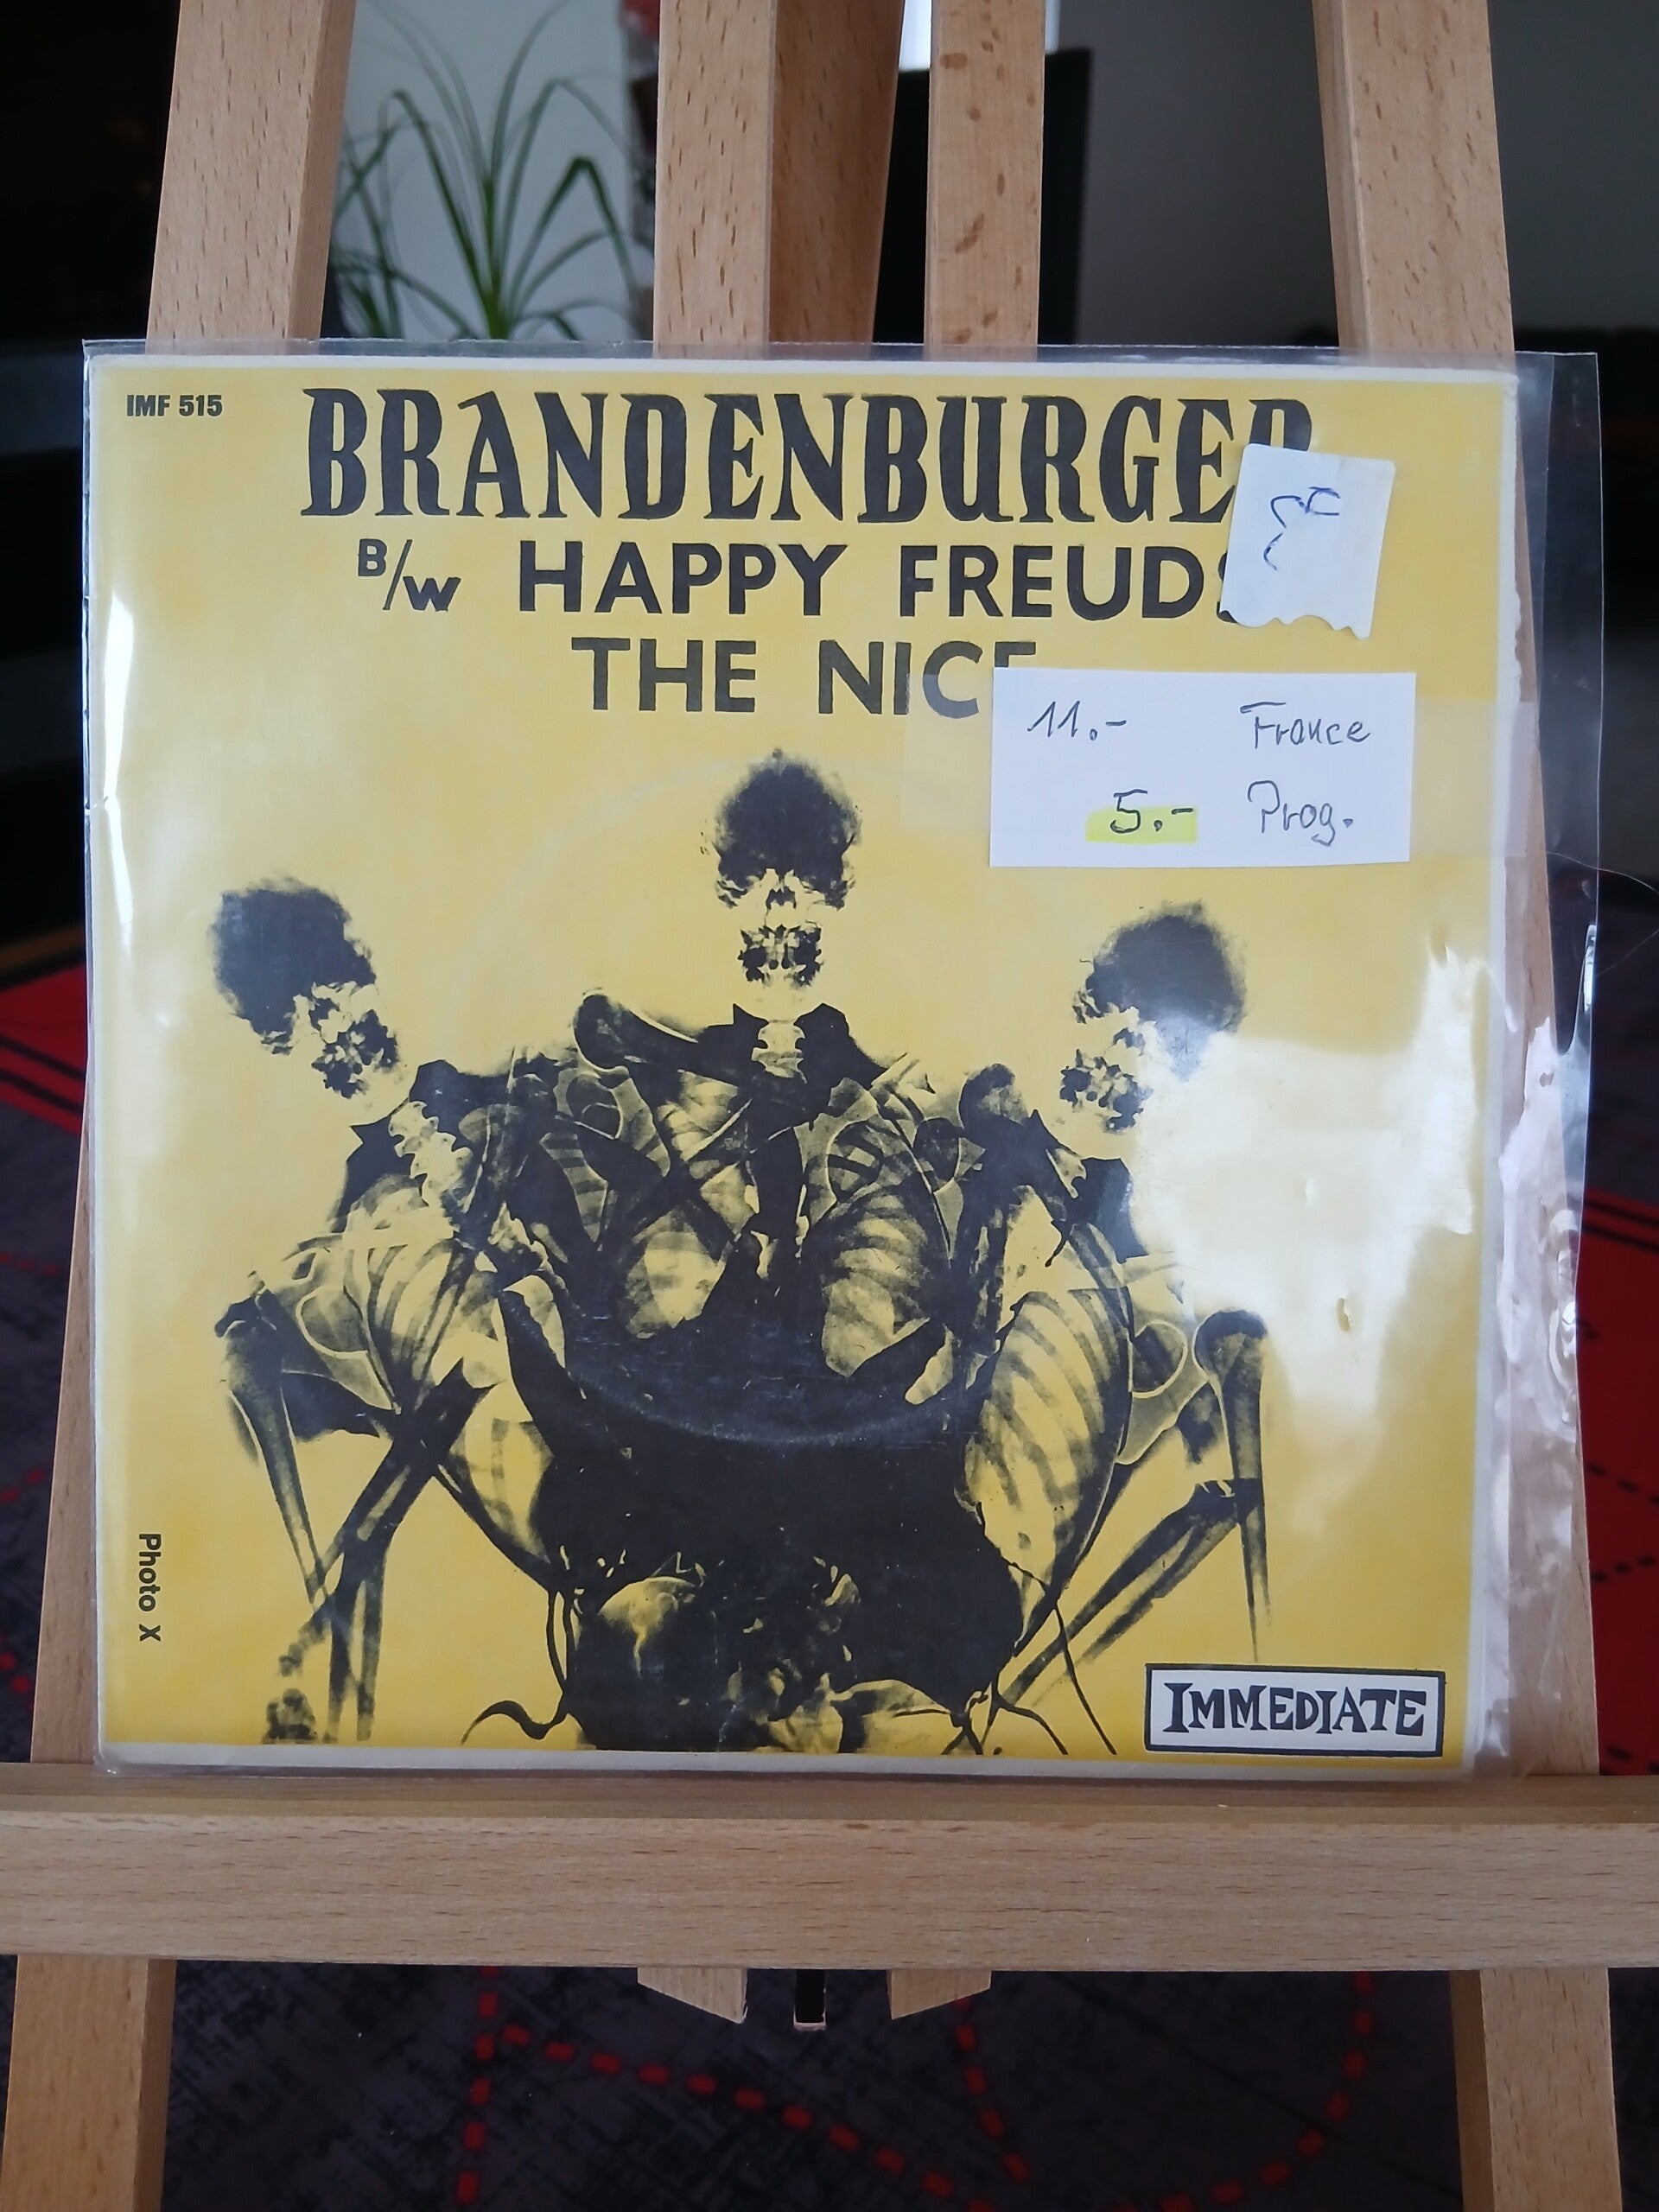 IMF 515
BRANDENBURGER
B/W HAPPY FREUDS
THE NICE
11.- France
5.- Prog.
Photo X
IMMEDIATE